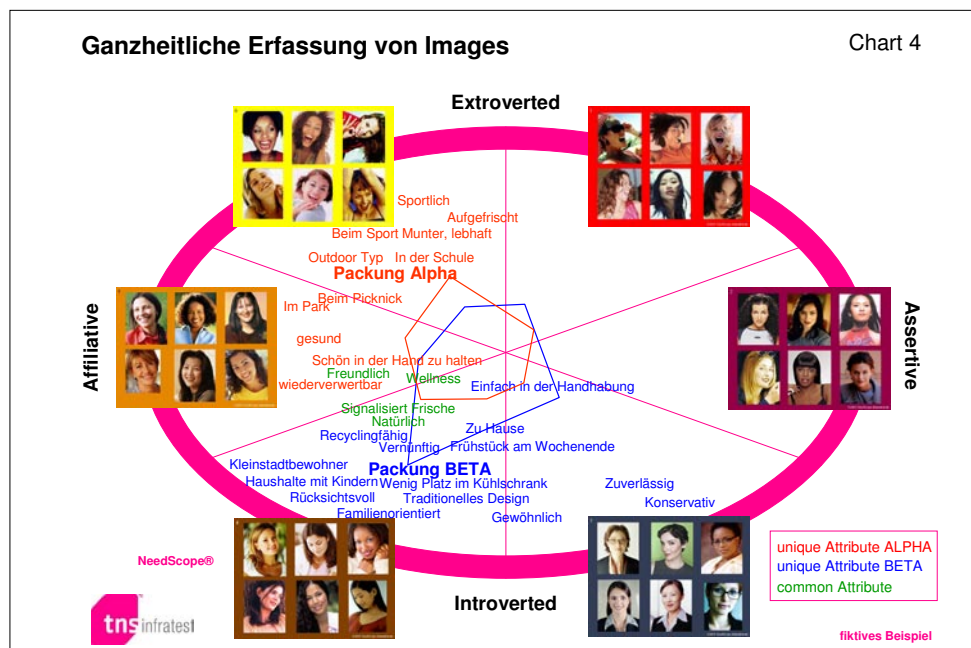 Ganzheitliche Erfassung von Images
Chart 4
Extroverted
Sportlich
Aufgefrischt
Beim Sport Munter, lebhaft
Outdoor Typ
In der Schule
Packung Alpha
Beim Picknick
Im Park
Affiliative
Assertive
gesund
Schön in der Hand zu halten
Freundlich
Wellness
wiederverwertbar
Einfach in der Handhabung
Signalisiert Frische
Natürlich
Zu Hause
Recyclingfähig
Vernünftig
Frühstück am Wochenende
Kleinstadtbewohner
Packung BETA
Haushalte mit Kindern
Wenig Platz im Kühlschrank
Zuverlässig
Rücksichtsvoll
Traditionelles Design
Konservativ
Familienorientiert
Gewöhnlich
NeedScope®
unique Attribute ALPHA
unique Attribute BETA
common Attribute
Introverted
tns infratest
fiktives Beispiel